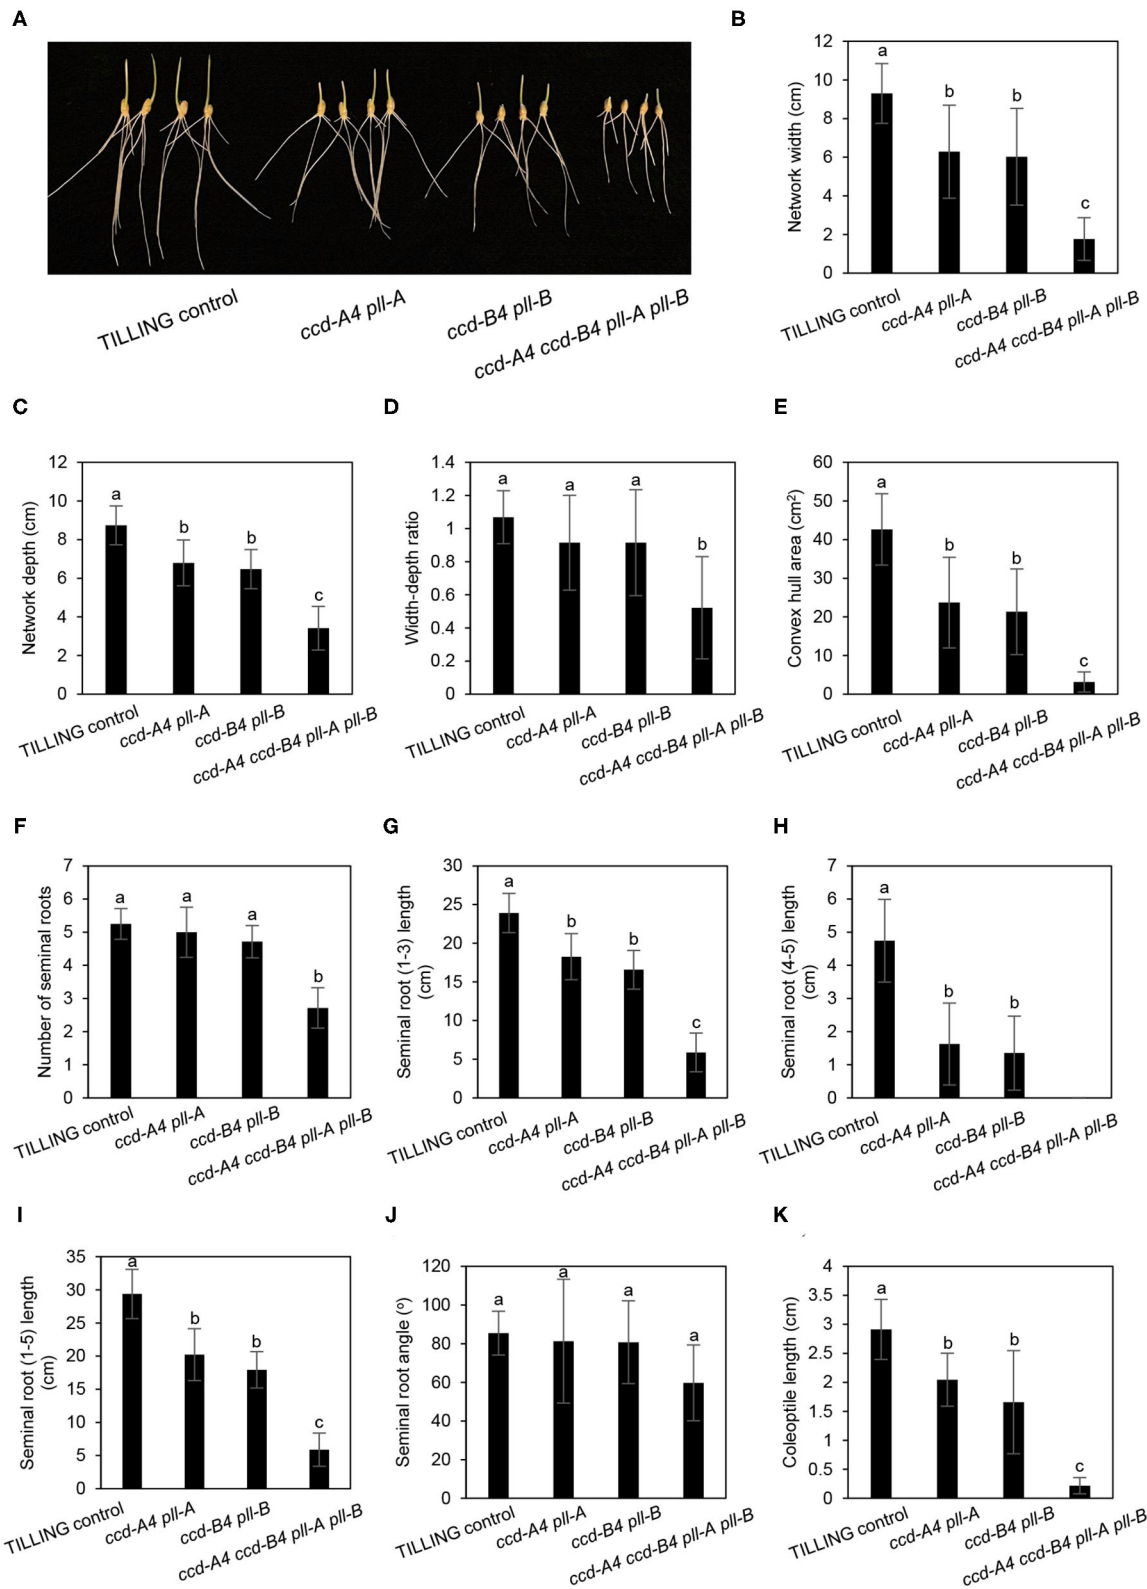 A
TILLING control
ccd-A4 pll-A
ccd-B4 pll-B
ccd-A4 ccd-B4 pll-A pll-B
B
Network width (cm)
12
10
8
6
4
2
0
a
b
b
c
TILLING control
ccd-A4 pll-A
ccd-B4 pll-B
ccd-A4 ccd-B4 pll-A pll-B
C
Network depth (cm)
12
10
8
6
4
2
0
a
b
b
c
TILLING control
ccd-A4 pll-A
ccd-B4 pll-B
ccd-A4 ccd-B4 pll-A pll-B
D
Width-depth ratio
1.4
1.2
1
0.8
0.6
0.4
0.2
0
a
a
a
b
TILLING control
ccd-A4 pll-A
ccd-B4 pll-B
ccd-A4 ccd-B4 pll-A pll-B
E
Convex hull area (cm²)
60
50
40
30
20
10
0
a
b
b
c
TILLING control
ccd-A4 pll-A
ccd-B4 pll-B
ccd-A4 ccd-B4 pll-A pll-B
F
Number of seminal roots
7
6
5
4
3
2
1
0
a
a
a
b
TILLING control
ccd-A4 pll-A
ccd-B4 pll-B
ccd-A4 ccd-B4 pll-A pll-B
G
Seminal root (1-3) length
(cm)
30
25
20
15
10
5
0
a
b
b
c
TILLING control
ccd-A4 pll-A
ccd-B4 pll-B
ccd-A4 ccd-B4 pll-A pll-B
H
Seminal root (4-5) length
(cm)
7
6
5
4
3
2
1
0
a
b
b
TILLING control
ccd-A4 pll-A
ccd-B4 pll-B
ccd-A4 ccd-B4 pll-A pll-B
I
Seminal root (1-5) length
(cm)
35
30
25
20
15
10
5
0
a
b
b
c
TILLING control
ccd-A4 pll-A
ccd-B4 pll-B
ccd-A4 ccd-B4 pll-A pll-B
J
Seminal root angle (º)
120
100
80
60
40
20
0
a
a
a
a
TILLING control
ccd-A4 pll-A
ccd-B4 pll-B
ccd-A4 ccd-B4 pll-A pll-B
K
Coleoptile length (cm)
4
3.5
3
2.5
2
1.5
1
0.5
0
a
b
b
c
TILLING control
ccd-A4 pll-A
ccd-B4 pll-B
ccd-A4 ccd-B4 pll-A pll-B